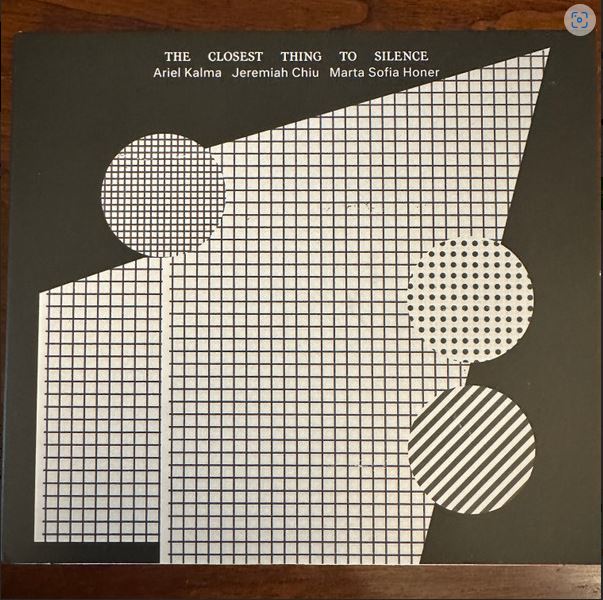 THE CLOSEST THING TO SILENCE
Ariel Kalma Jeremiah Chiu Marta Sofia Honer